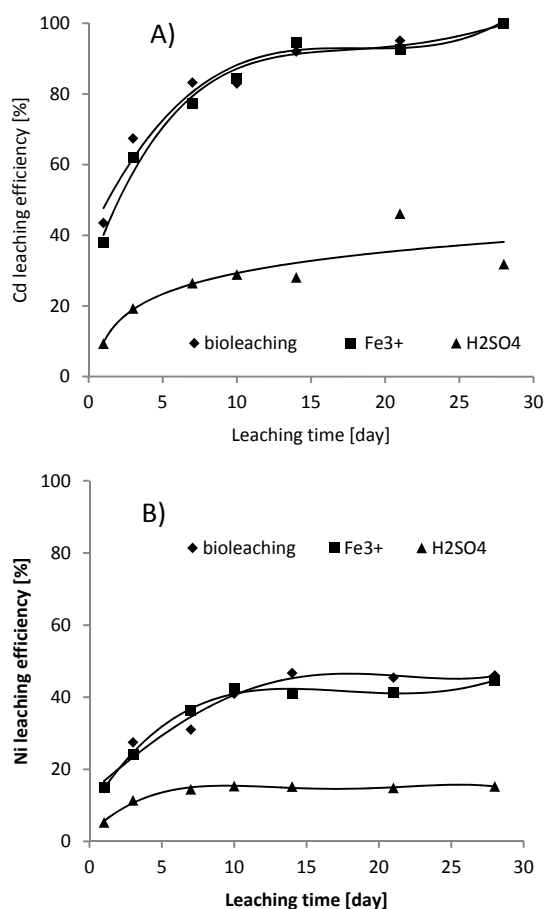 A)
100
80
60
40
20
0
Cd leaching efficiency [%]
bioleaching Fe3+ H2SO4
0 5 10 15 20 25 30
Leaching time [day]
B)
100
80
60
40
20
0
Ni leaching efficiency [%]
bioleaching Fe3+ H2SO4
0 5 10 15 20 25 30
Leaching time [day]